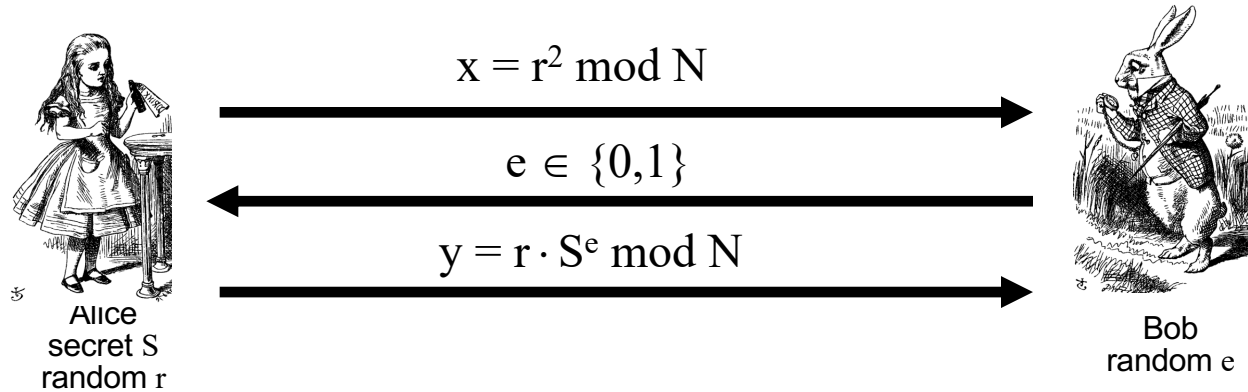 x = r² mod N
e ∈ {0,1}
y = r · Sᵉ mod N
Alice
secret S
random r
Bob
random e